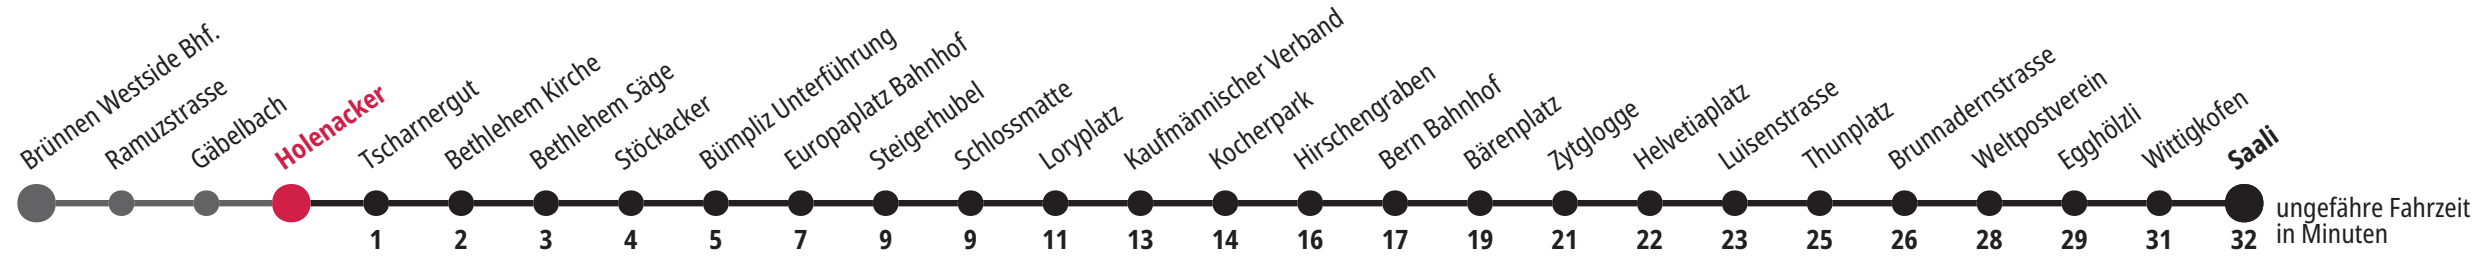 Brünnen Westside Bhf.
Ramuzstrasse
Gäbelbach
Holenacker
Tscharnergut
Bethlehem Kirche
Bethlehem Säge
Stöckacker
Bümpliz Unterführung
Europaplatz Bahnhof
Steigerhubel
Schlossmatte
Loryplatz
Kaufmännischer Verband
Kocherpark
Hirschengraben
Bern Bahnhof
Bärenplatz
Zytglogge
Helvetiaplatz
Luisenstrasse
Thunplatz
Brunnadernstrasse
Weltpostverein
Egghölzli
Wittigkofen
Saali
1 2 3 4 5 7 9 9 11 13 14 16 17 19 21 22 23 25 26 28 29 31 32
ungefähre Fahrzeit
in Minuten